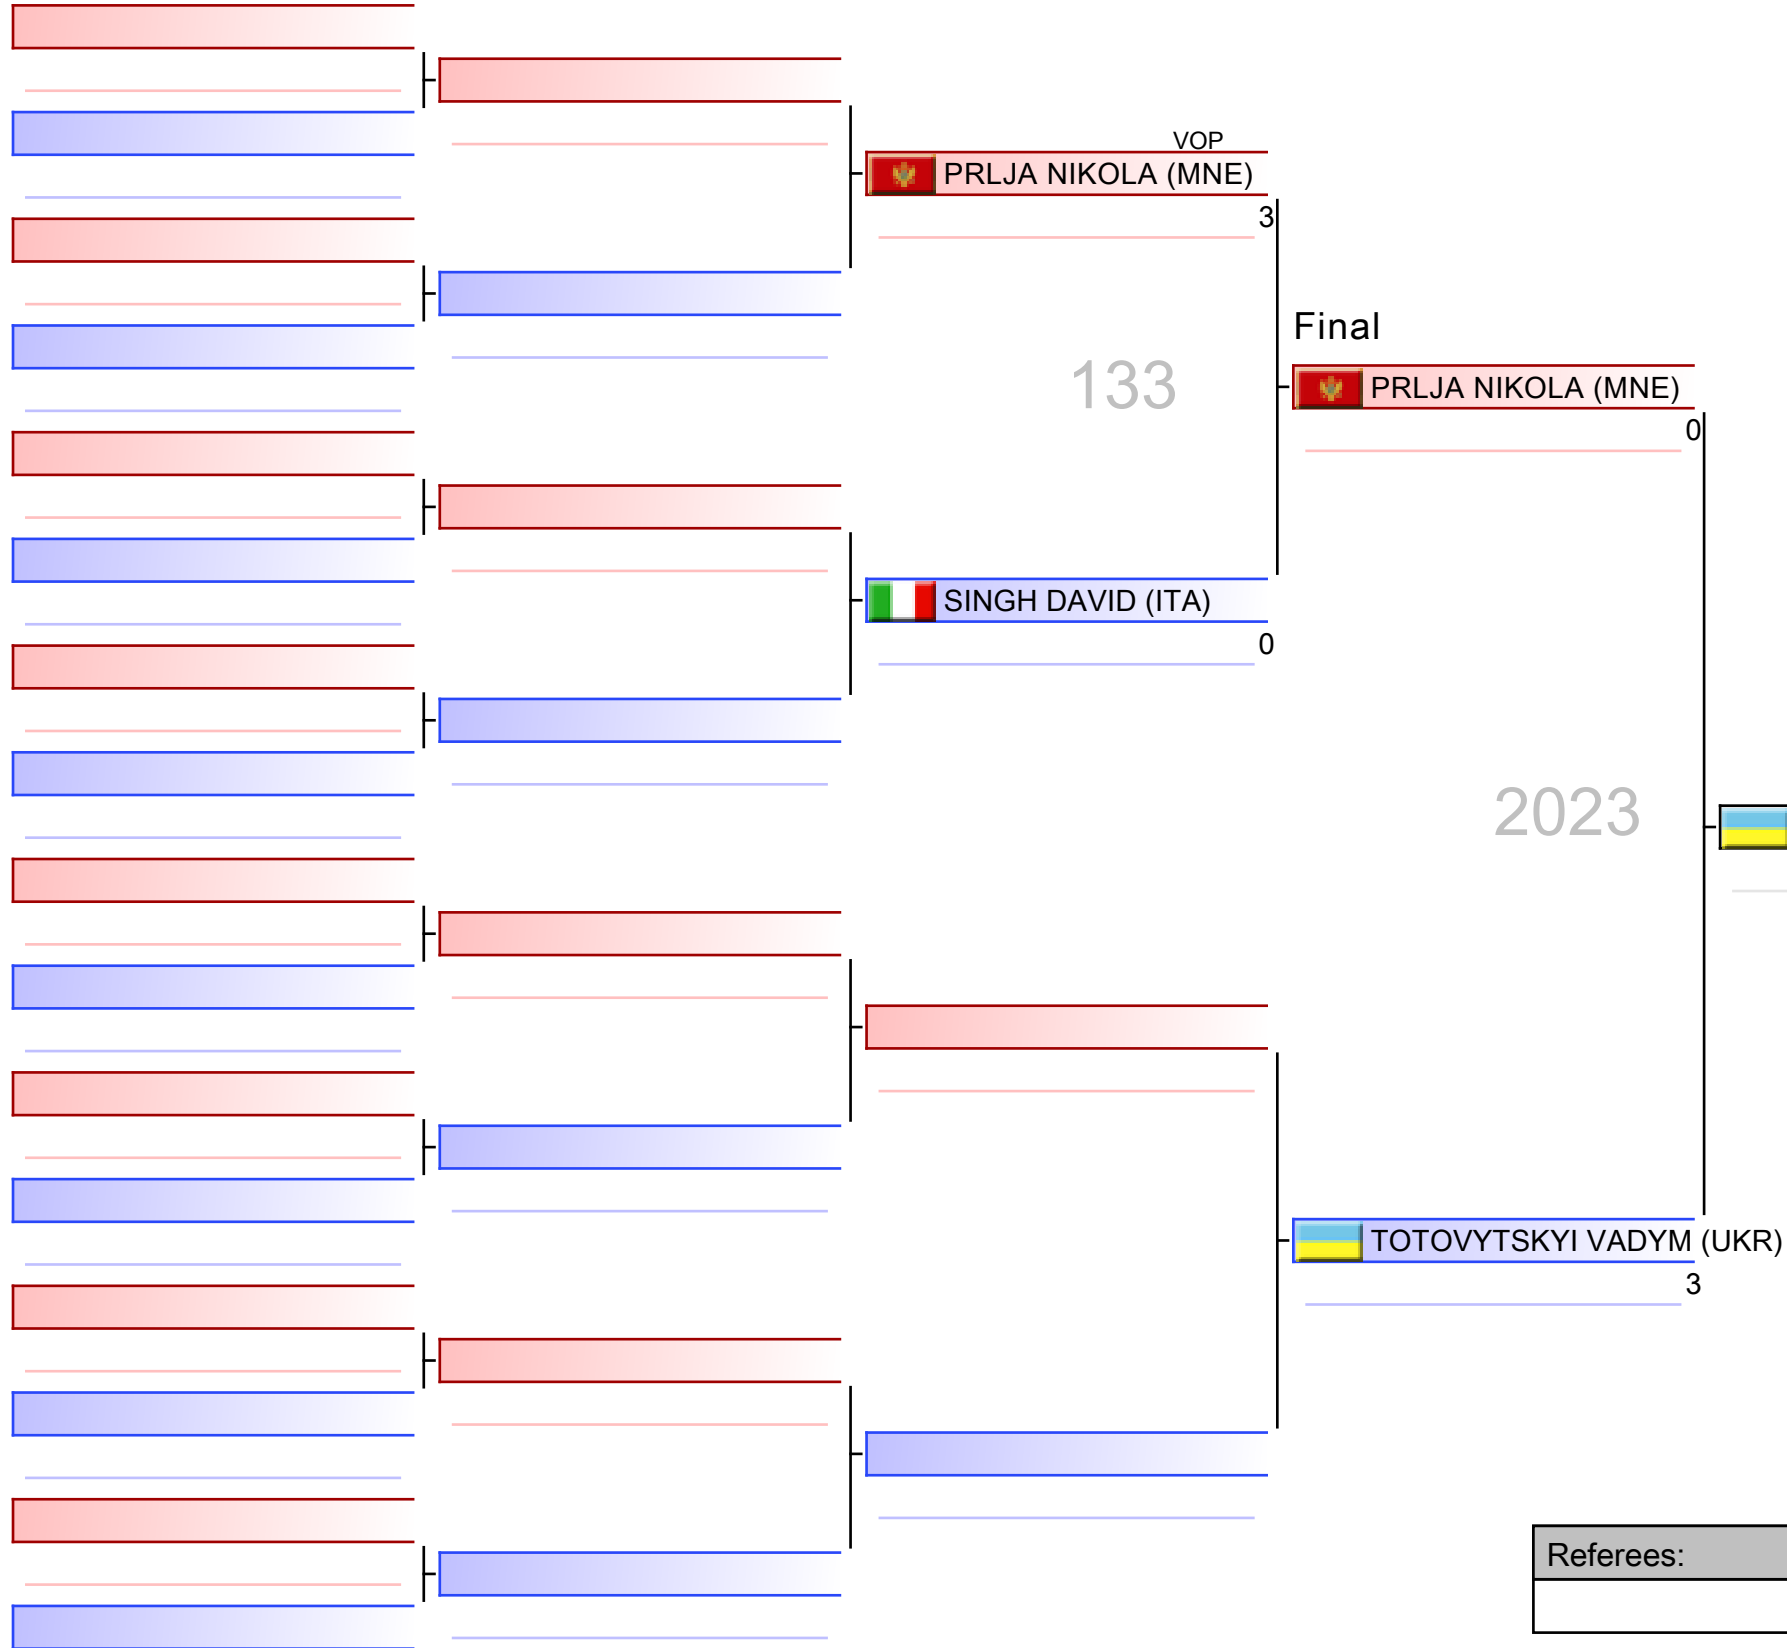 VOP
PRLJA NIKOLA (MNE)
3
Final
133
PRLJA NIKOLA (MNE)
0
SINGH DAVID (ITA)
0
2023
TOTOVYTSKYI VADYM (UKR)
3
Referees: